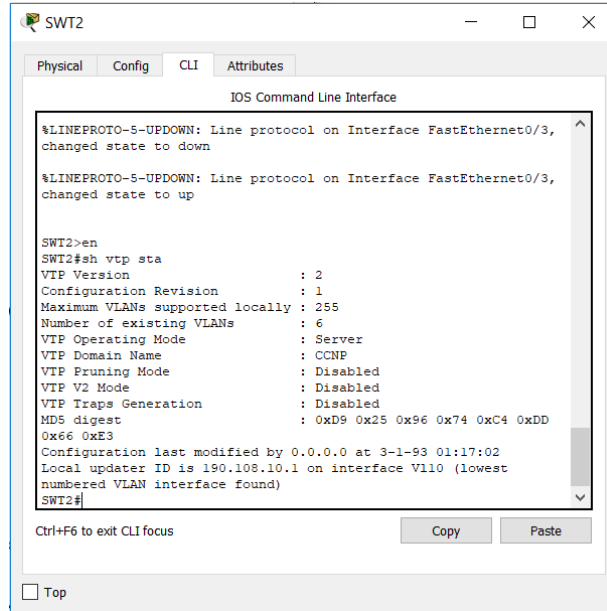 SWT2
Physical Config CLI Attributes
IOS Command Line Interface
%LINEPROTO-5-UPDOWN: Line protocol on Interface FastEthernet0/3,
changed state to down
%LINEPROTO-5-UPDOWN: Line protocol on Interface FastEthernet0/3,
changed state to up
SWT2>en
SWT2#sh vtp sta
VTP Version : 2
Configuration Revision : 1
Maximum VLANs supported locally : 255
Number of existing VLANs : 6
VTP Operating Mode : Server
VTP Domain Name : CCNP
VTP Pruning Mode : Disabled
VTP V2 Mode : Disabled
VTP Traps Generation : Disabled
MD5 digest : 0xD9 0x25 0x96 0x74 0xC4 0xDD
0x66 0xE3
Configuration last modified by 0.0.0.0 at 3-1-93 01:17:02
Local updater ID is 190.108.10.1 on interface Vl10 (lowest
numbered VLAN interface found)
SWT2#
Ctrl+F6 to exit CLI focus Copy Paste
Top